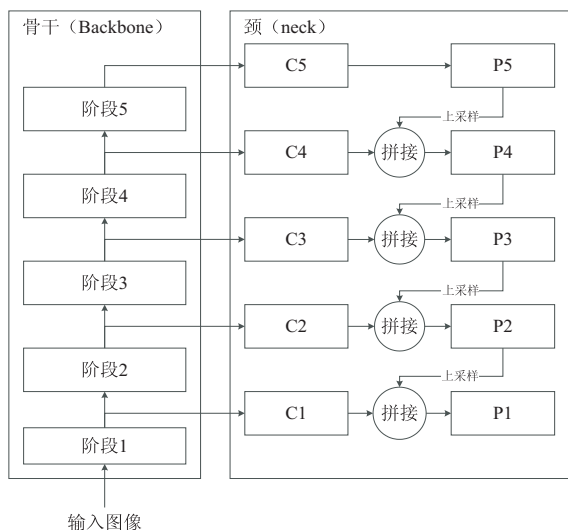 骨干（Backbone）
颈（neck）
C5
P5
阶段5
上采样
C4
拼接
P4
阶段4
上采样
C3
拼接
P3
阶段3
上采样
C2
拼接
P2
阶段2
上采样
C1
拼接
P1
阶段1
输入图像